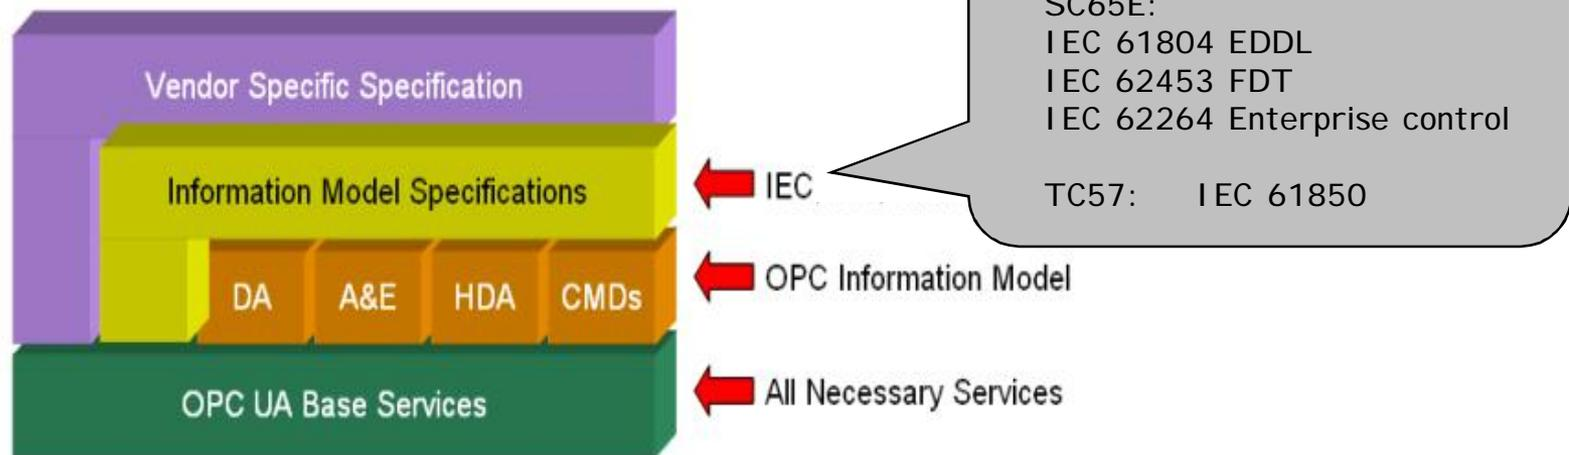 SC65E:
IEC 61804 EDDL
IEC 62453 FDT
IEC 62264 Enterprise control
TC57: IEC 61850
Vendor Specific Specification
Information Model Specifications
IEC
DA A&E HDA CMDs
OPC Information Model
OPC UA Base Services
All Necessary Services